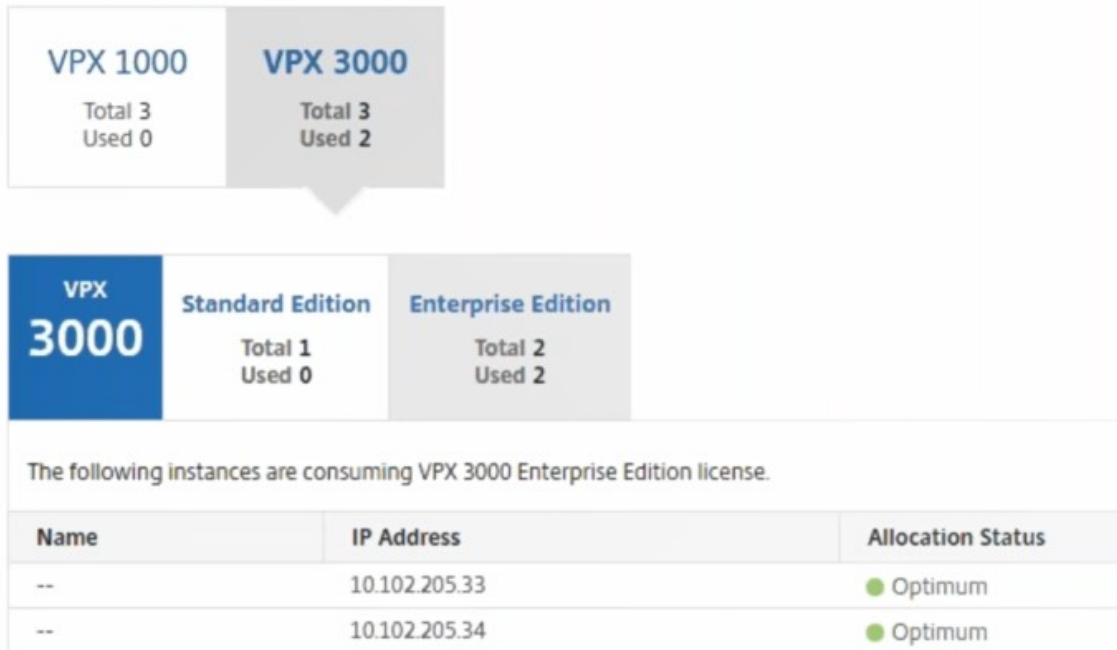 VPX 1000
Total 3
Used 0
VPX 3000
Total 3
Used 2
VPX
3000
Standard Edition
Total 1
Used 0
Enterprise Edition
Total 2
Used 2
The following instances are consuming VPX 3000 Enterprise Edition license.
Name IP Address Allocation Status
-- 10.102.205.33 Optimum
-- 10.102.205.34 Optimum